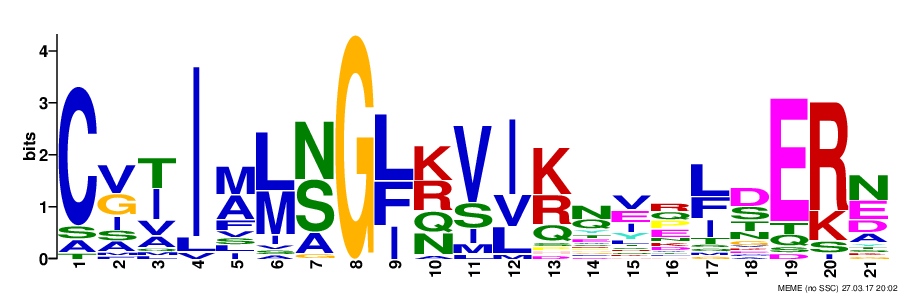 bits
4
3
2
1
0
C V T I M L N G L K V I K N V R L D E R N
S G I L A M S F R S V R Q E Q F S T K E
A I V V F I A I Q I L Q I T Q S D
1 2 3 4 5 6 7 8 9 10 11 12 13 14 15 16 17 18 19 20 21
MEME (no SSC) 27.03.17 20:02